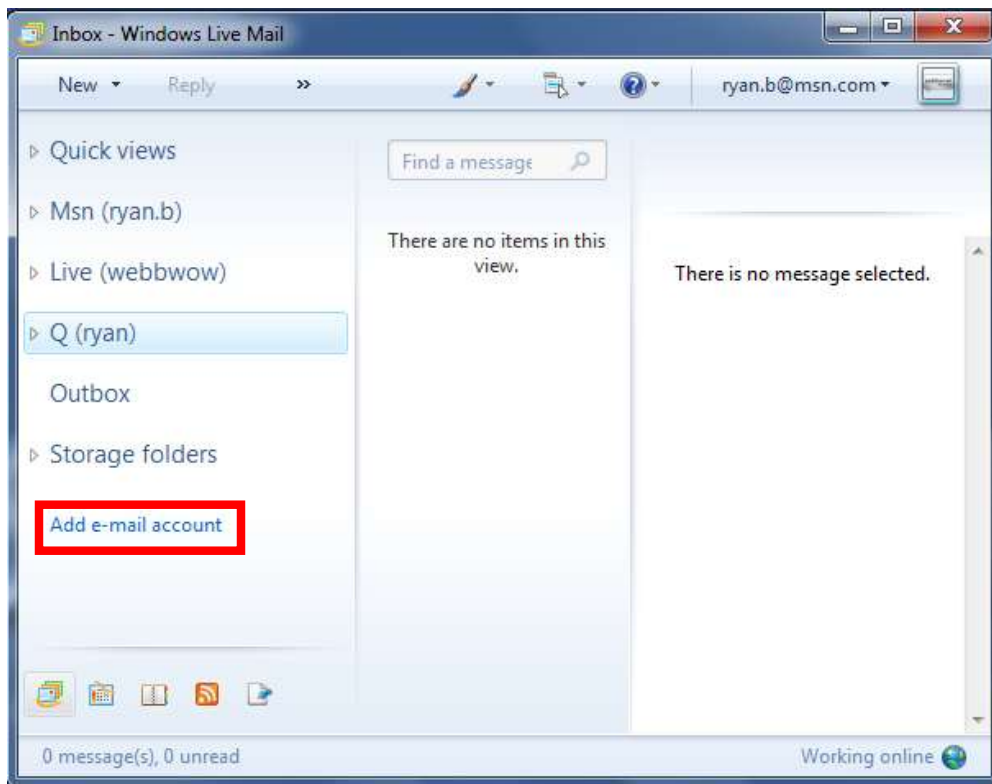 Inbox - Windows Live Mail
New Reply » ryan.b@msn.com
Quick views
Msn (ryan.b)
Live (webbwow)
Q (ryan)
Outbox
Storage folders
Add e-mail account
Find a message
There are no items in this
view.
There is no message selected.
0 message(s), 0 unread
Working online